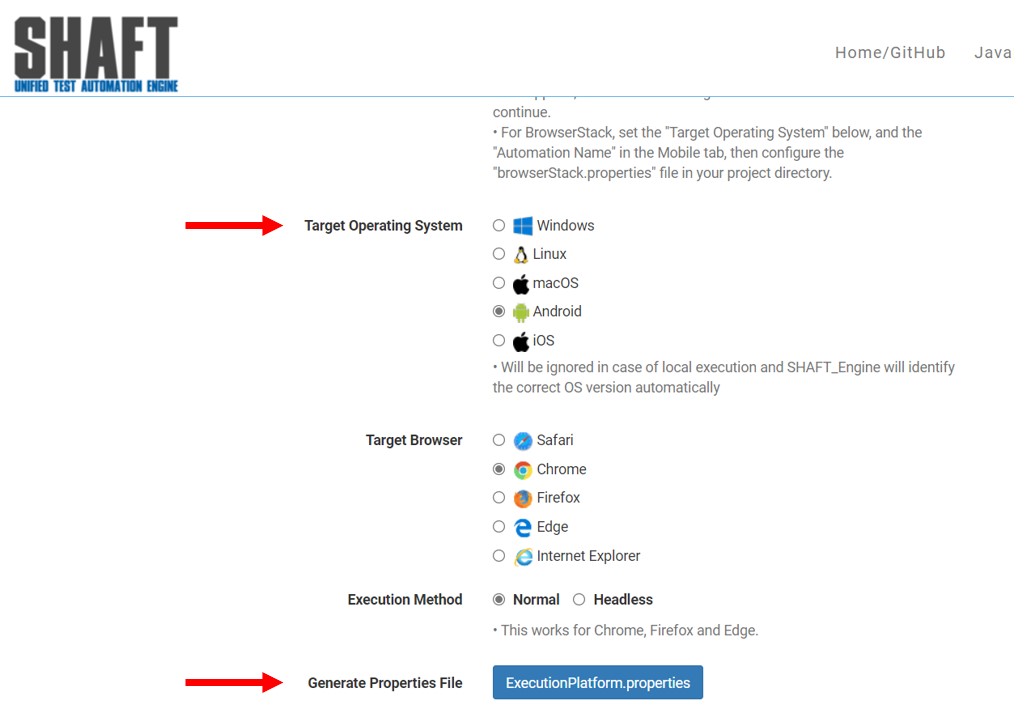 SHAFT
UNIFIED TEST AUTOMATION ENGINE
Home/GitHub
Java
continue.
• For BrowserStack, set the "Target Operating System" below, and the
"Automation Name" in the Mobile tab, then configure the
"browserStack.properties" file in your project directory.
Target Operating System
Windows
Linux
macOS
Android
iOS
• Will be ignored in case of local execution and SHAFT_Engine will identify
the correct OS version automatically
Target Browser
Safari
Chrome
Firefox
Edge
Internet Explorer
Execution Method
Normal
Headless
• This works for Chrome, Firefox and Edge.
Generate Properties File
ExecutionPlatform.properties